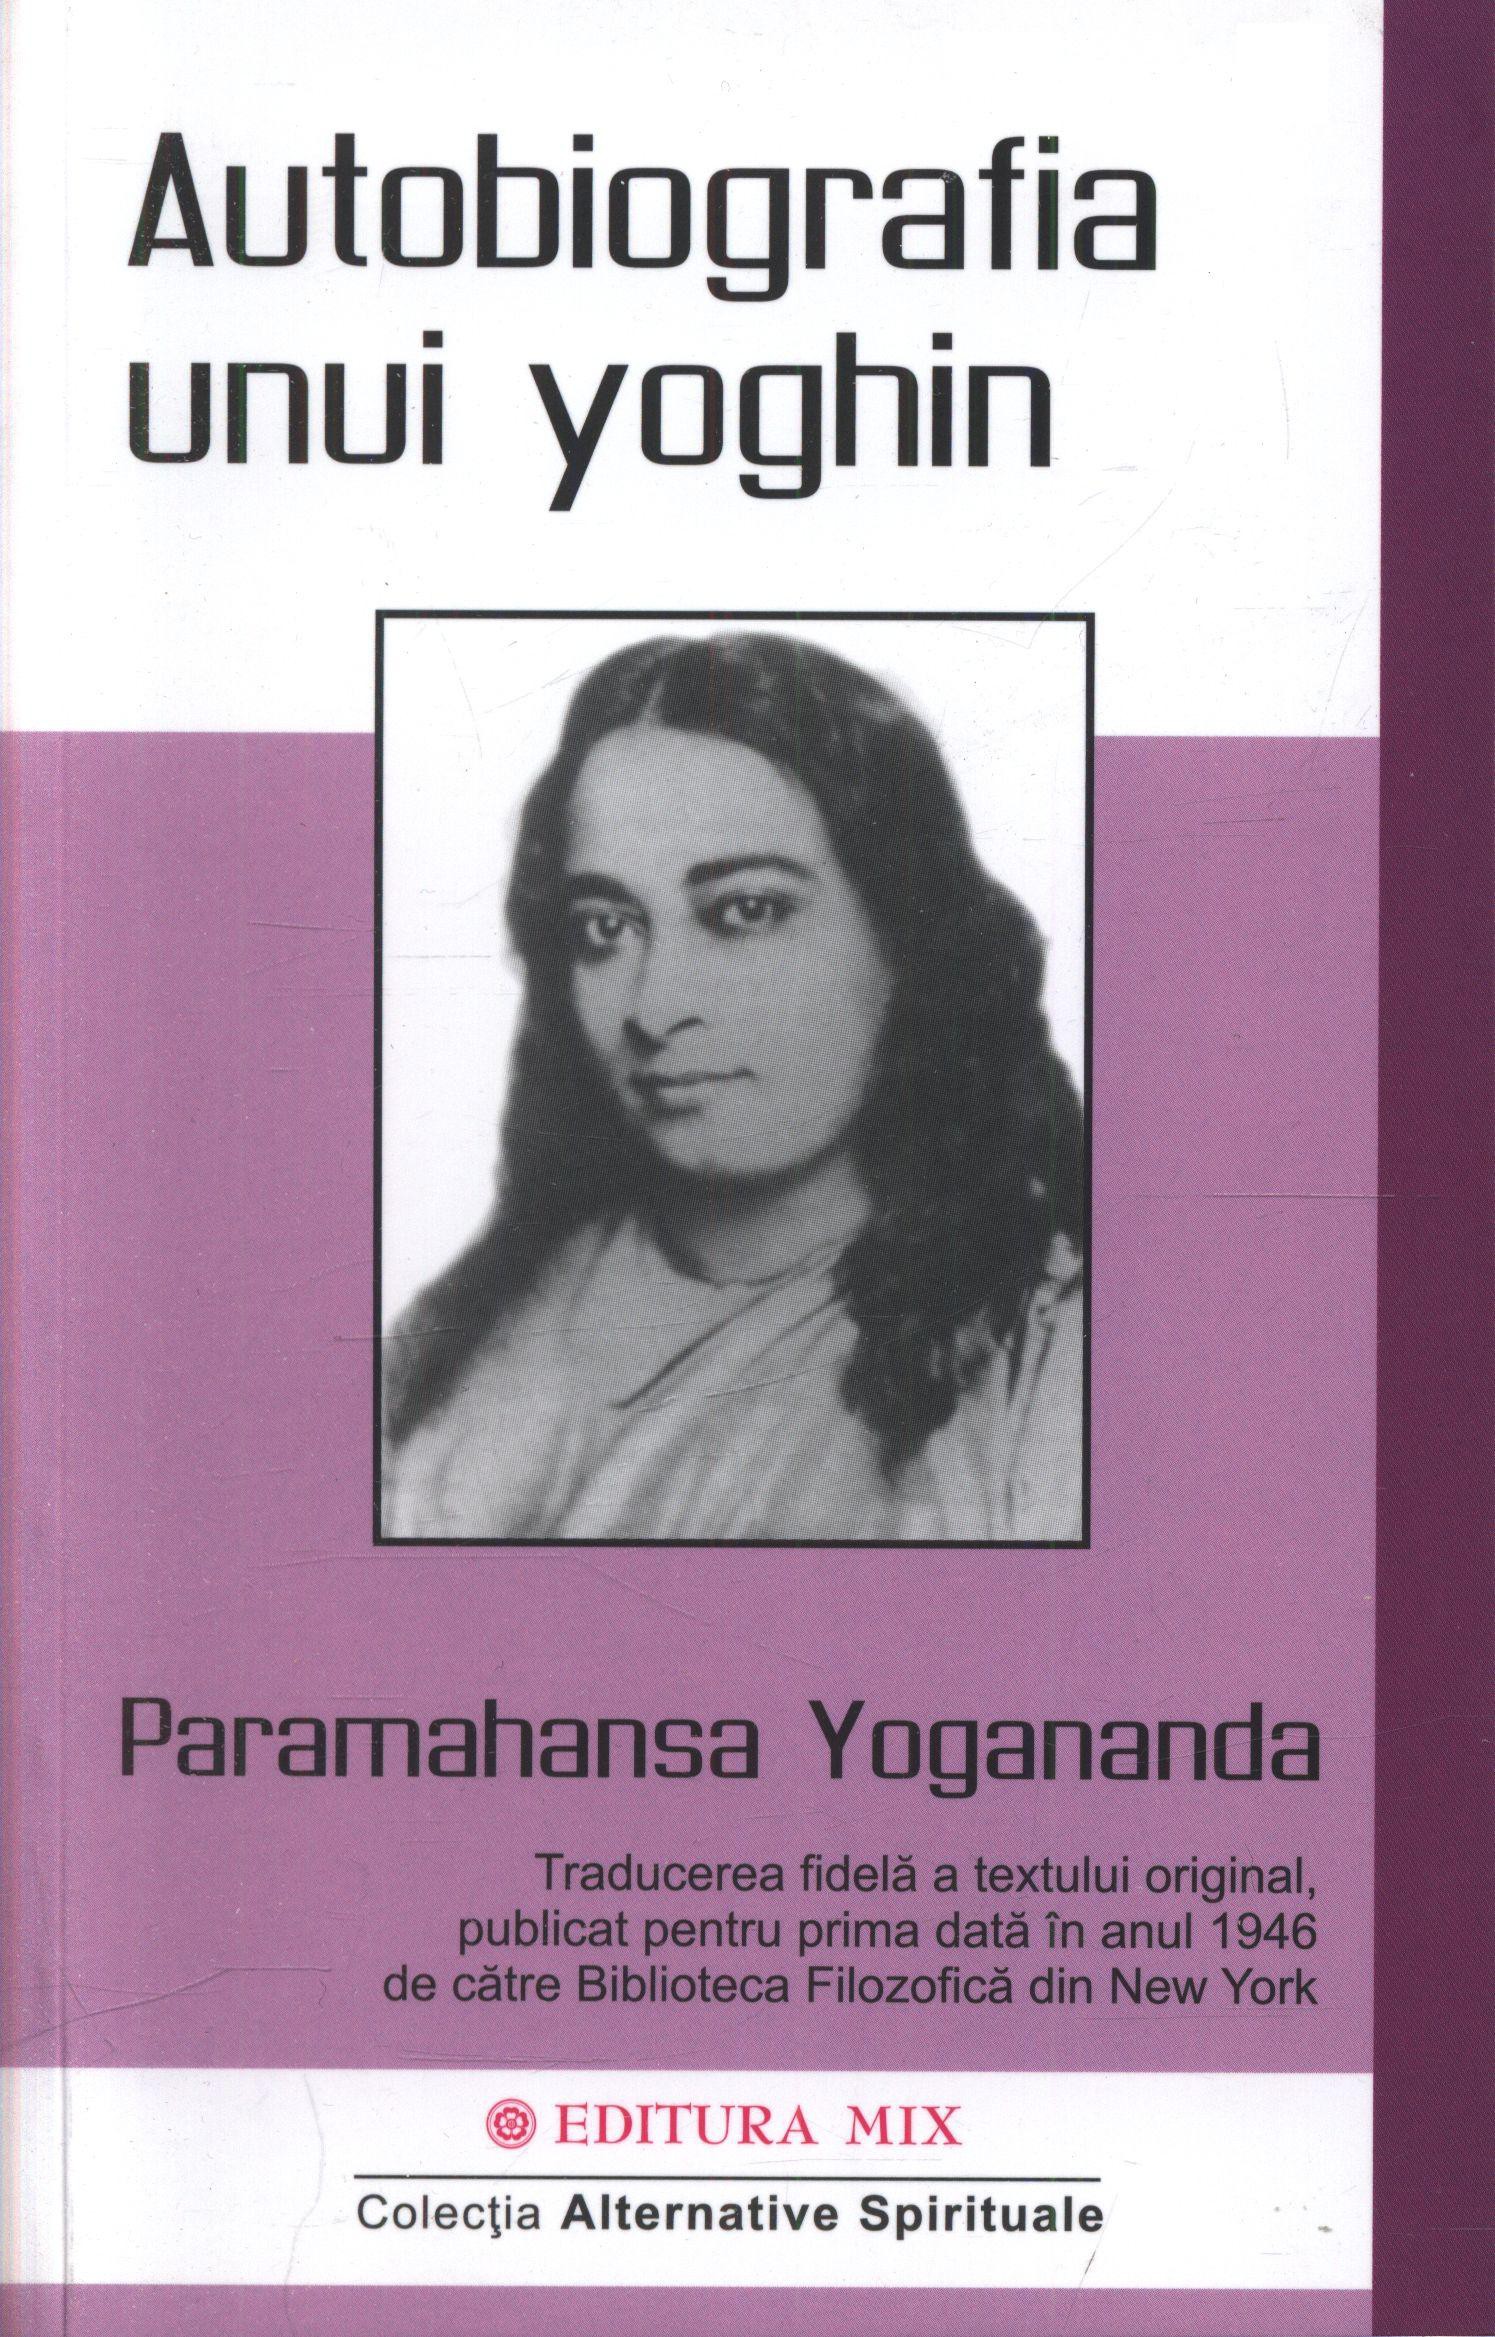 Autobiografia
unui yoghin
Paramahansa Yogananda
Traducerea fidelă a textului original,
publicat pentru prima dată în anul 1946
de către Biblioteca Filozofică din New York
EDITURA MIX
Colecţia Alternative Spirituale